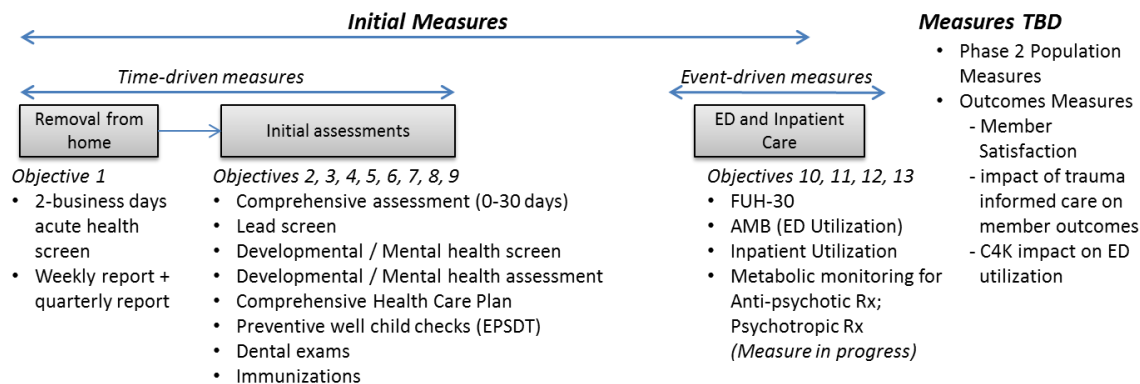 Initial Measures
Time-driven measures
Removal from
home
Objective 1
• 2-business days
acute health
screen
• Weekly report +
quarterly report
Initial assessments
Objectives 2, 3, 4, 5, 6, 7, 8, 9
• Comprehensive assessment (0-30 days)
• Lead screen
• Developmental / Mental health screen
• Developmental / Mental health assessment
• Comprehensive Health Care Plan
• Preventive well child checks (EPSDT)
• Dental exams
• Immunizations
Event-driven measures
ED and Inpatient
Care
Objectives 10, 11, 12, 13
• FUH-30
• AMB (ED Utilization)
• Inpatient Utilization
• Metabolic monitoring for
Anti-psychotic Rx;
Psychotropic Rx
(Measure in progress)
Measures TBD
• Phase 2 Population
Measures
• Outcomes Measures
- Member
Satisfaction
- impact of trauma
informed care on
member outcomes
- C4K impact on ED
utilization